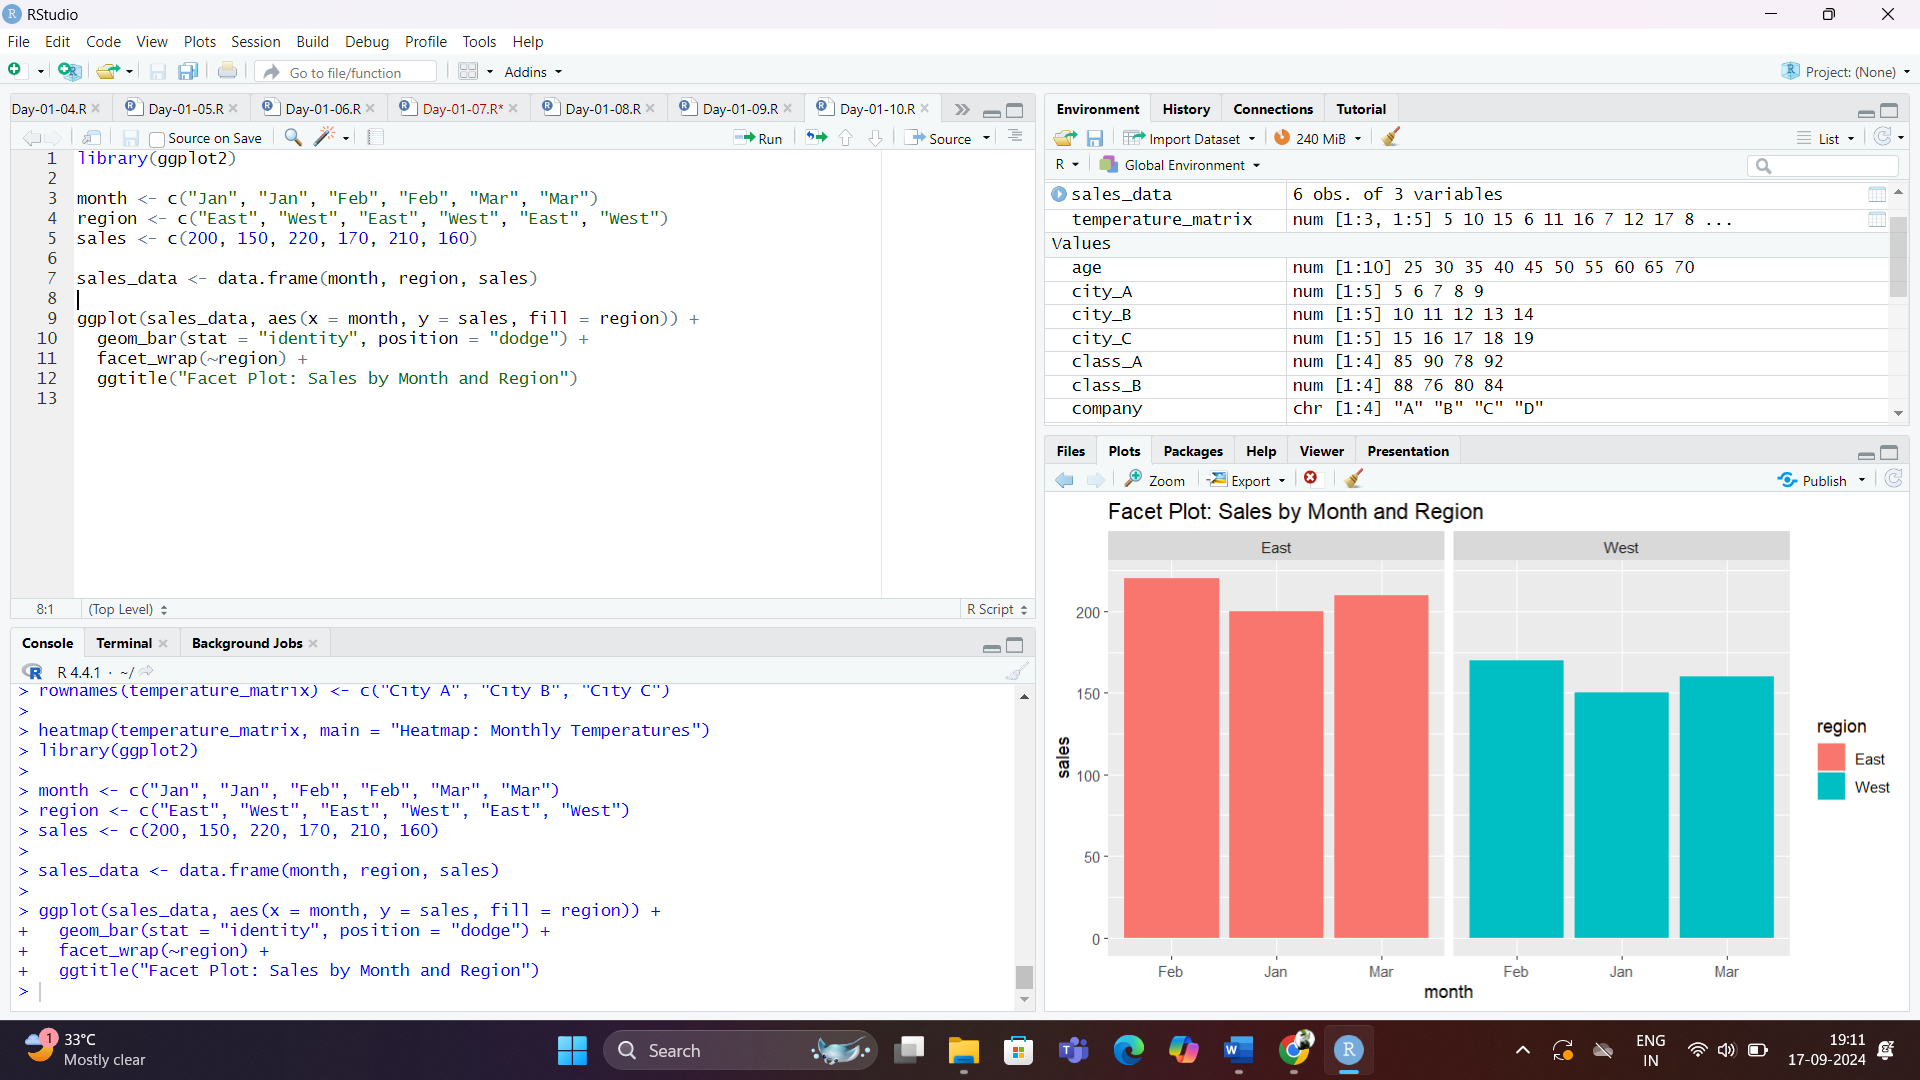 RStudio
File Edit Code View Plots Session Build Debug Profile Tools Help
Go to file/function Addins Project: (None)
Day-01-04.R Day-01-05.R Day-01-06.R Day-01-07.R* Day-01-08.R Day-01-09.R Day-01-10.R
Source on Save Run Source
1 library(ggplot2)
2
3 month <- c("Jan", "Jan", "Feb", "Feb", "Mar", "Mar")
4 region <- c("East", "West", "East", "West", "East", "West")
5 sales <- c(200, 150, 220, 170, 210, 160)
6
7 sales_data <- data.frame(month, region, sales)
8
9 ggplot(sales_data, aes(x = month, y = sales, fill = region)) +
10 geom_bar(stat = "identity", position = "dodge") +
11 facet_wrap(~region) +
12 ggtitle("Facet Plot: Sales by Month and Region")
13
8:1 (Top Level) R Script
Console Terminal Background Jobs
R 4.4.1 · ~/
> rownames(temperature_matrix) <- c("City A", "City B", "City C")
>
> heatmap(temperature_matrix, main = "Heatmap: Monthly Temperatures")
> library(ggplot2)
>
> month <- c("Jan", "Jan", "Feb", "Feb", "Mar", "Mar")
> region <- c("East", "West", "East", "West", "East", "West")
> sales <- c(200, 150, 220, 170, 210, 160)
>
> sales_data <- data.frame(month, region, sales)
>
> ggplot(sales_data, aes(x = month, y = sales, fill = region)) +
+ geom_bar(stat = "identity", position = "dodge") +
+ facet_wrap(~region) +
+ ggtitle("Facet Plot: Sales by Month and Region")
>
Environment History Connections Tutorial
Import Dataset 240 MiB List
R Global Environment
sales_data 6 obs. of 3 variables
temperature_matrix num [1:3, 1:5] 5 10 15 6 11 16 7 12 17 8 ...
Values
age num [1:10] 25 30 35 40 45 50 55 60 65 70
city_A num [1:5] 5 6 7 8 9
city_B num [1:5] 10 11 12 13 14
city_C num [1:5] 15 16 17 18 19
class_A num [1:4] 85 90 78 92
class_B num [1:4] 88 76 80 84
company chr [1:4] "A" "B" "C" "D"
Files Plots Packages Help Viewer Presentation
Zoom Export Publish
Facet Plot: Sales by Month and Region
East West
200
150
100
50
0
sales
Feb Jan Mar Feb Jan Mar
month
region
East
West
1 33°C
Mostly clear
Search
ENG
IN
19:11
17-09-2024